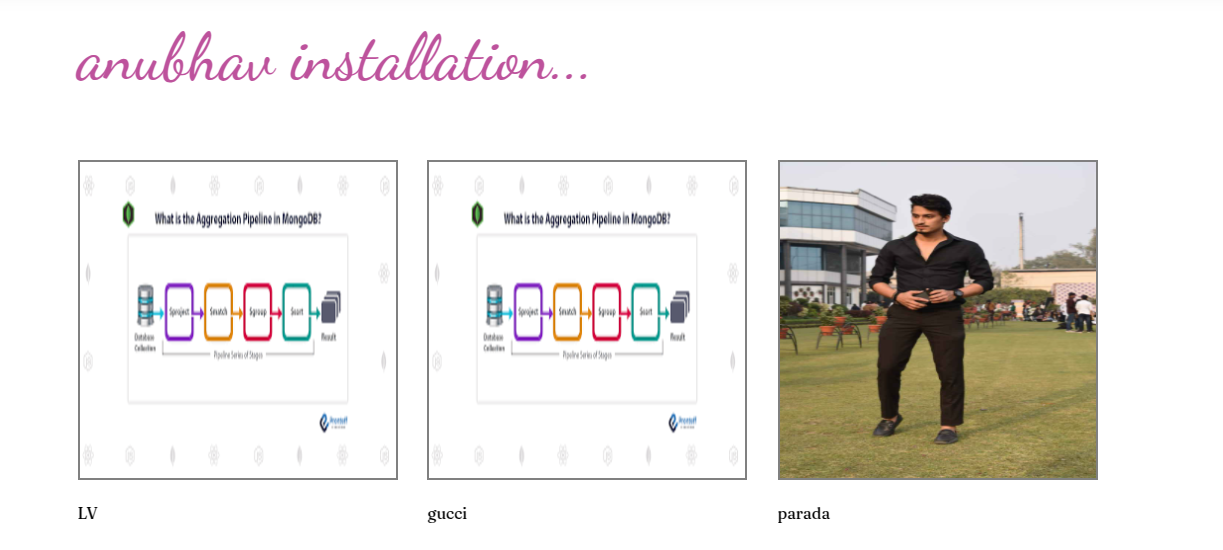 anubhav installation...
What is the Aggregation Pipeline in MongoDB?
$project
$match
$group
$sort
Database
Collection
Result
Pipeline Series of Stages
What is the Aggregation Pipeline in MongoDB?
$project
$match
$group
$sort
Database
Collection
Result
Pipeline Series of Stages
LV
gucci
parada